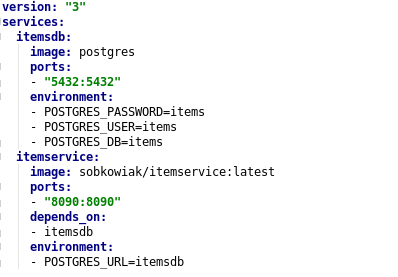 version: "3"
services:
  itemsdb:
    image: postgres
    ports:
    - "5432:5432"
    environment:
    - POSTGRES_PASSWORD=items
    - POSTGRES_USER=items
    - POSTGRES_DB=items
  itemservice:
    image: sobkowiak/itemservice:latest
    ports:
    - "8090:8090"
    depends_on:
    - itemsdb
    environment:
    - POSTGRES_URL=itemsdb